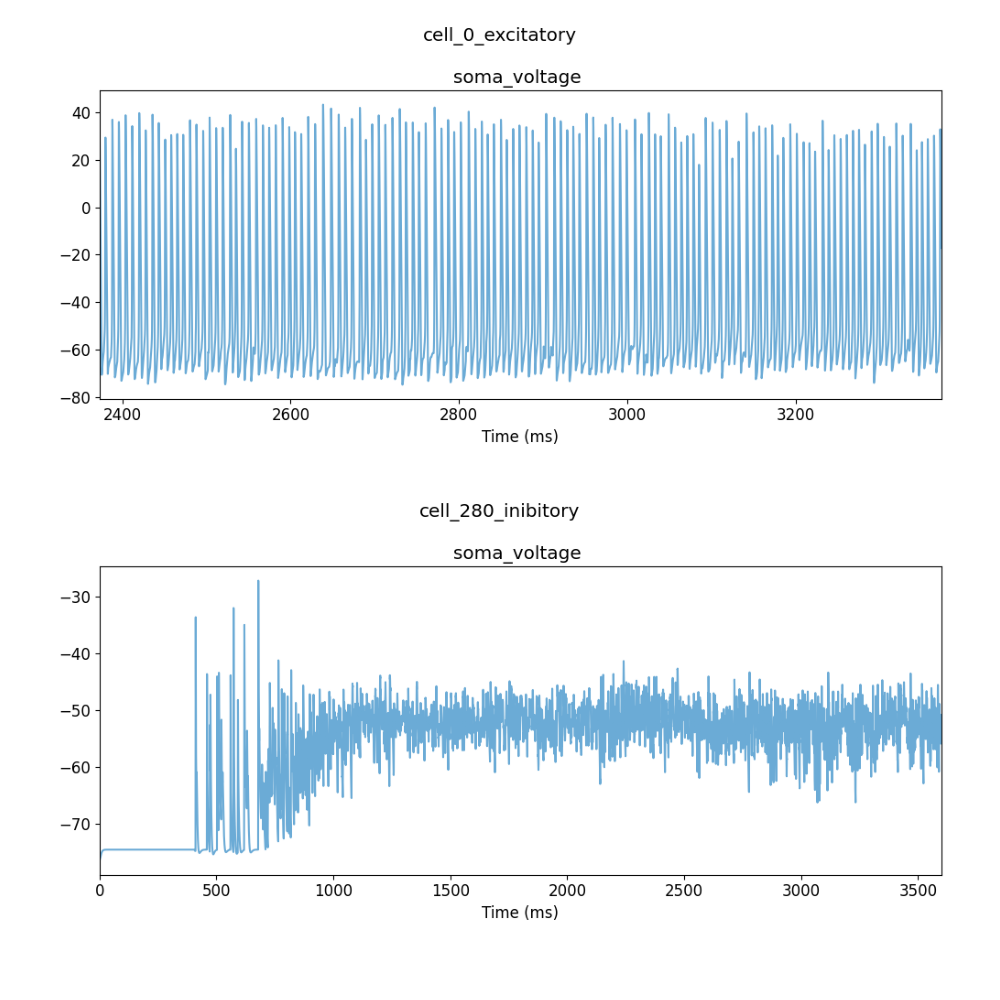 cell_0_excitatory
soma_voltage
40
20
0
−20
−40
−60
−80
2400 2600 2800 3000 3200
Time (ms)
cell_280_inibitory
soma_voltage
−30
−40
−50
−60
−70
0 500 1000 1500 2000 2500 3000 3500
Time (ms)